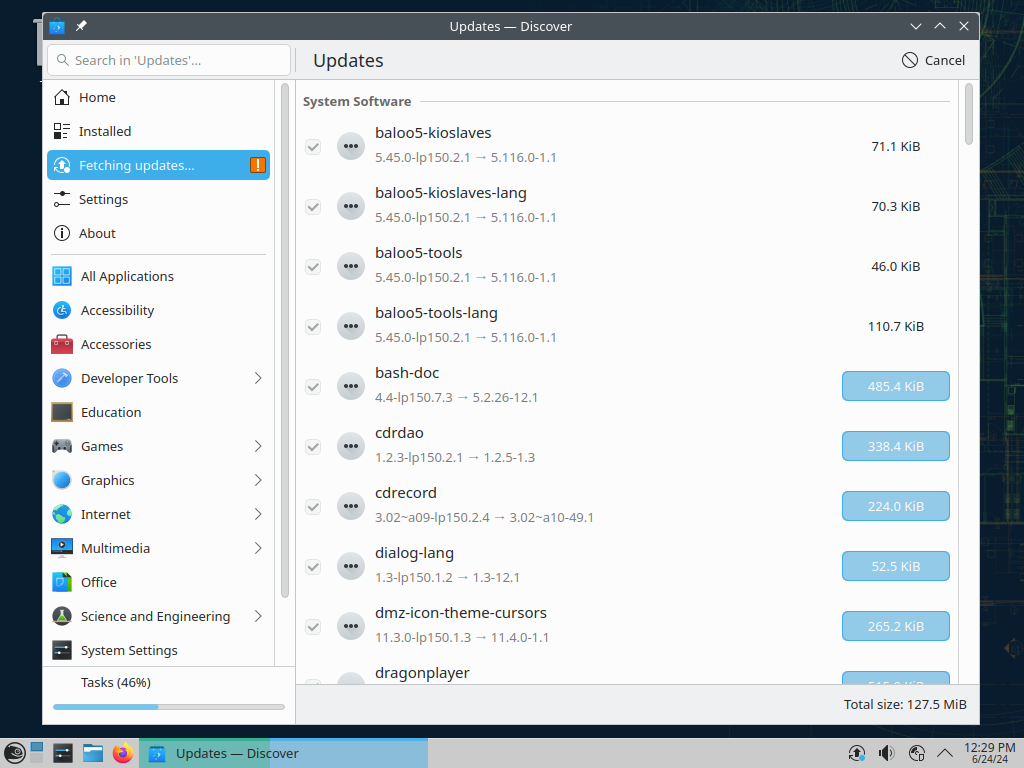 Updates — Discover
Search in 'Updates'...
Updates
Cancel
Home
Installed
Fetching updates...
Settings
About
All Applications
Accessibility
Accessories
Developer Tools
Education
Games
Graphics
Internet
Multimedia
Office
Science and Engineering
System Settings
Tasks (46%)
System Software
baloo5-kioslaves
5.45.0-lp150.2.1 → 5.116.0-1.1
71.1 KiB
baloo5-kioslaves-lang
5.45.0-lp150.2.1 → 5.116.0-1.1
70.3 KiB
baloo5-tools
5.45.0-lp150.2.1 → 5.116.0-1.1
46.0 KiB
baloo5-tools-lang
5.45.0-lp150.2.1 → 5.116.0-1.1
110.7 KiB
bash-doc
4.4-lp150.7.3 → 5.2.26-12.1
485.4 KiB
cdrdao
1.2.3-lp150.2.1 → 1.2.5-1.3
338.4 KiB
cdrecord
3.02~a09-lp150.2.4 → 3.02~a10-49.1
224.0 KiB
dialog-lang
1.3-lp150.1.2 → 1.3-12.1
52.5 KiB
dmz-icon-theme-cursors
11.3.0-lp150.1.3 → 11.4.0-1.1
265.2 KiB
dragonplayer
Total size: 127.5 MiB
Updates — Discover
12:29 PM
6/24/24